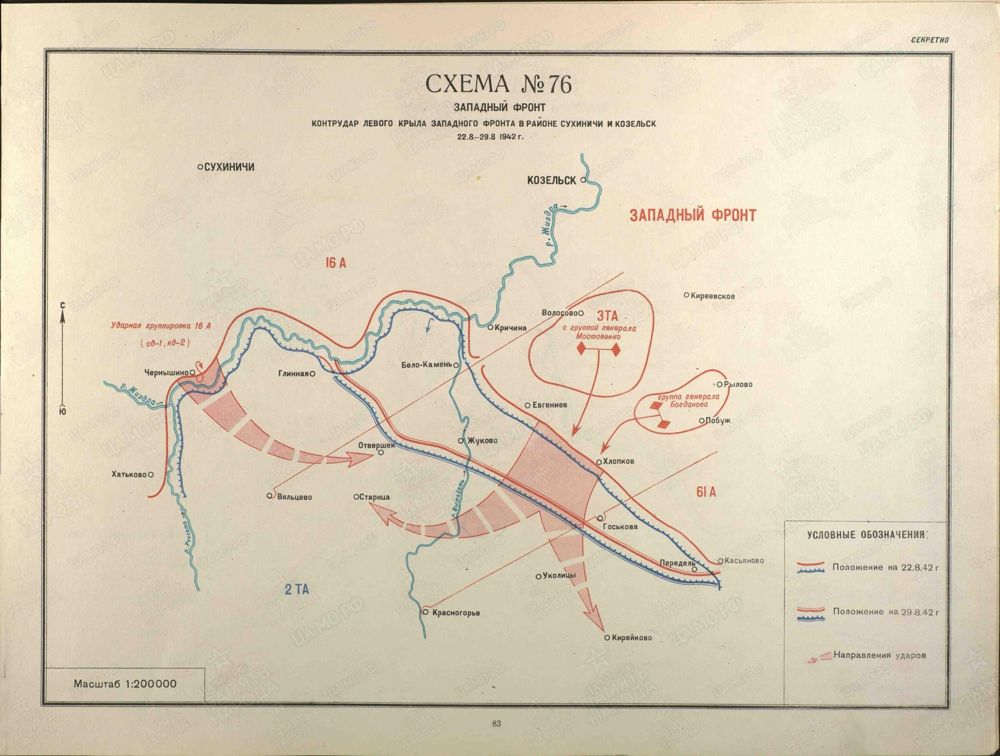 СЕКРЕТНО
СХЕМА №76
ЗАПАДНЫЙ ФРОНТ
КОНТРУДАР ЛЕВОГО КРЫЛА ЗАПАДНОГО ФРОНТА В РАЙОНЕ СУХИНИЧИ И КОЗЕЛЬСК
22.8.–29.8 1942 г.
СУХИНИЧИ
КОЗЕЛЬСК
р. Жиздра
ЗАПАДНЫЙ ФРОНТ
16 А
Киреевское
С
Ю
Волосово
3ТА
с группой генерала
Мостовенко
Ударная группировка 16 А
(сд-1, кд-2)
Кричина
Чернышино
Глинная
Бело-Камень
р. Жиздра
Рылово
группа генерала
Богданова
Евгениев
Побуж
Жуково
Отвершек
Хлопков
Хатьково
Вяльцево
Старица
р. Вытебеть
61 А
Госькова
р. Рессета
Передель
Касьяново
Уколицы
2 ТА
Красногорье
Кирейково
УСЛОВНЫЕ ОБОЗНАЧЕНИЯ:
Положение на 22.8.42 г
Положение на 29.8.42 г
Направления ударов
Масштаб 1:200000
83
ЦАМО.РФ
ПАМЯТЬ
НАРОДА